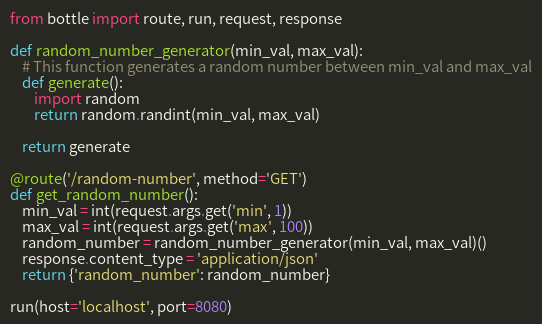 from bottle import route, run, request, response

def random_number_generator(min_val, max_val):
    # This function generates a random number between min_val and max_val
    def generate():
        import random
        return random.randint(min_val, max_val)

    return generate

@route('/random-number', method='GET')
def get_random_number():
    min_val = int(request.args.get('min', 1))
    max_val = int(request.args.get('max', 100))
    random_number = random_number_generator(min_val, max_val)()
    response.content_type = 'application/json'
    return {'random_number': random_number}

run(host='localhost', port=8080)